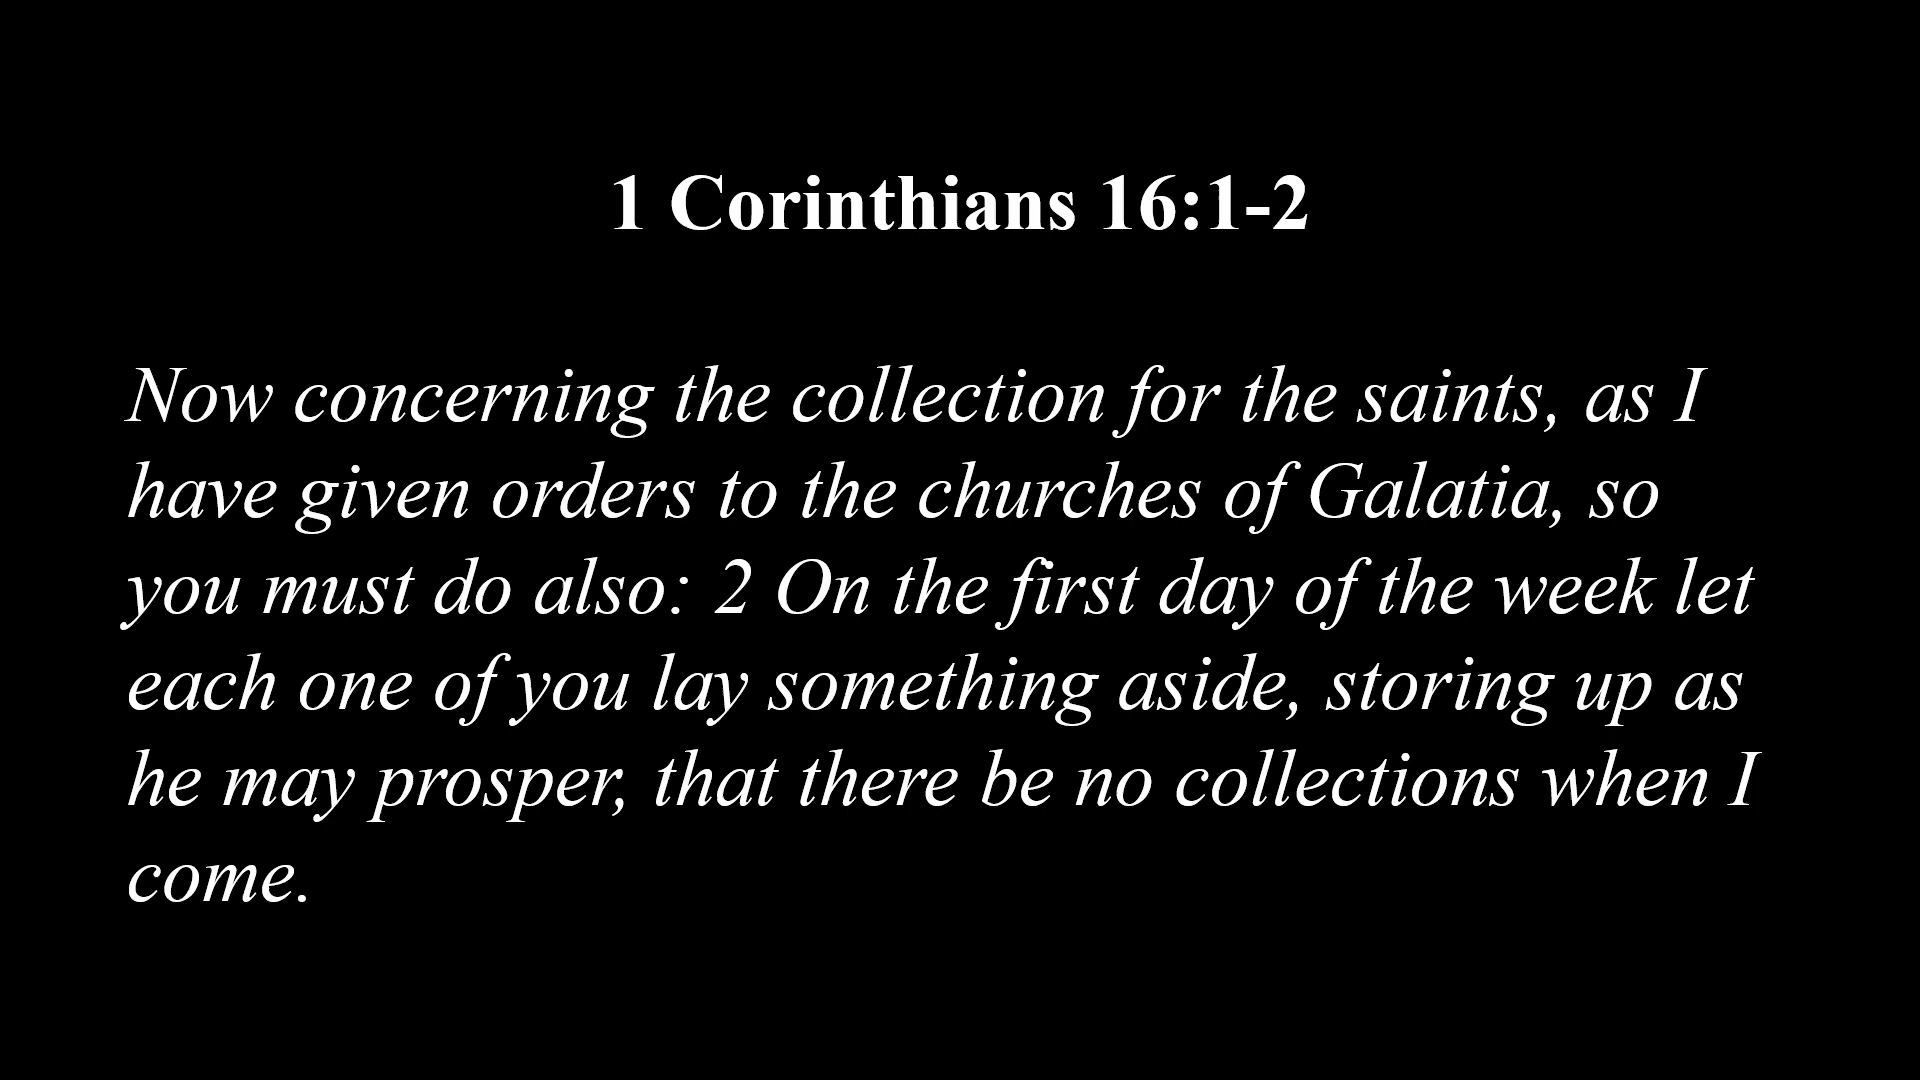 1 Corinthians 16:1-2
Now concerning the collection for the saints, as I
have given orders to the churches of Galatia, so
you must do also: 2 On the first day of the week let
each one of you lay something aside, storing up as
he may prosper, that there be no collections when I
come.